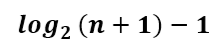 log₂ (n + 1) − 1